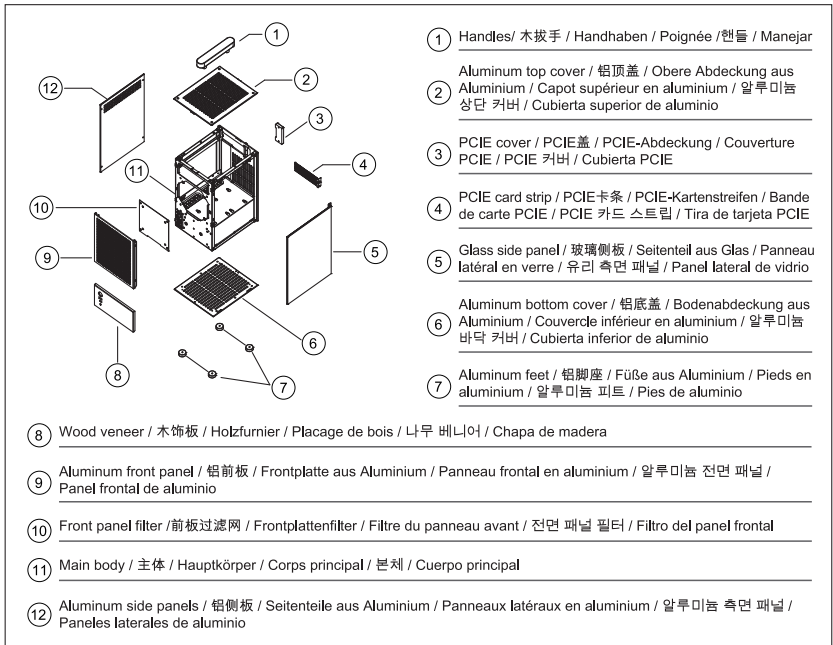 1
2
3
4
5
6
7
8
9
10
11
12
1 Handles/ 木拔手 / Handhaben / Poignée /핸들 / Manejar
Aluminum top cover / 铝顶盖 / Obere Abdeckung aus
2 Aluminium / Capot supérieur en aluminium / 알루미늄
상단 커버 / Cubierta superior de aluminio
3 PCIE cover / PCIE盖 / PCIE-Abdeckung / Couverture
PCIE / PCIE 커버 / Cubierta PCIE
4 PCIE card strip / PCIE卡条 / PCIE-Kartenstreifen / Bande
de carte PCIE / PCIE 카드 스트립 / Tira de tarjeta PCIE
5 Glass side panel / 玻璃侧板 / Seitenteil aus Glas / Panneau
latéral en verre / 유리 측면 패널 / Panel lateral de vidrio
Aluminum bottom cover / 铝底盖 / Bodenabdeckung aus
6 Aluminium / Couvercle inférieur en aluminium / 알루미늄
바닥 커버 / Cubierta inferior de aluminio
7 Aluminum feet / 铝脚座 / Füße aus Aluminium / Pieds en
aluminium / 알루미늄 피트 / Pies de aluminio
8 Wood veneer / 木饰板 / Holzfurnier / Placage de bois / 나무 베니어 / Chapa de madera
9 Aluminum front panel / 铝前板 / Frontplatte aus Aluminium / Panneau frontal en aluminium / 알루미늄 전면 패널 /
Panel frontal de aluminio
10 Front panel filter /前板过滤网 / Frontplattenfilter / Filtre du panneau avant / 전면 패널 필터 / Filtro del panel frontal
11 Main body / 主体 / Hauptkörper / Corps principal / 본체 / Cuerpo principal
12 Aluminum side panels / 铝侧板 / Seitenteile aus Aluminium / Panneaux latéraux en aluminium / 알루미늄 측면 패널 /
Paneles laterales de aluminio